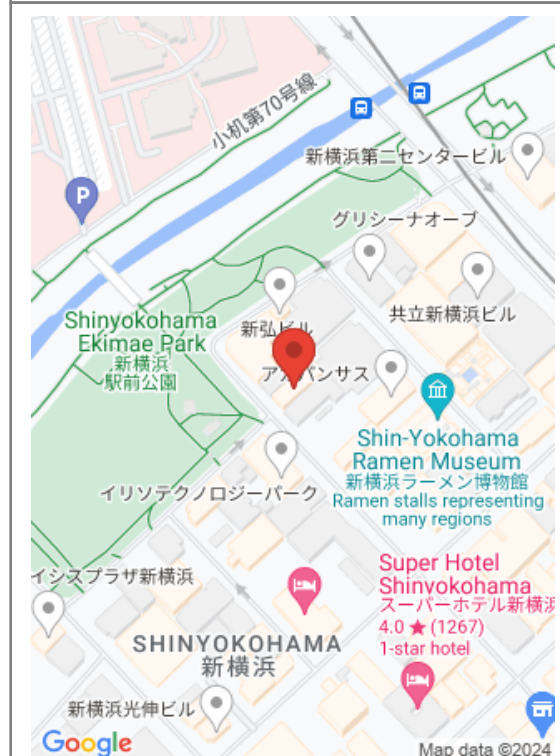 小机第70号線
新横浜第二センタービル
グリシーナオーブ
Shinyokohama
Ekimae Park
新横浜
駅前公園
新弘ビル
共立新横浜ビル
P
Shin-Yokohama
Ramen Museum
新横浜ラーメン博物館
Ramen stalls representing
many regions
イリソテクノロジーパーク
イシスプラザ新横浜
Super Hotel
Shinyokohama
スーパーホテル新横浜
4.0 ★ (1267)
1-star hotel
SHINYOKOHAMA
新横浜
新横浜光伸ビル
Google
Map data ©2024